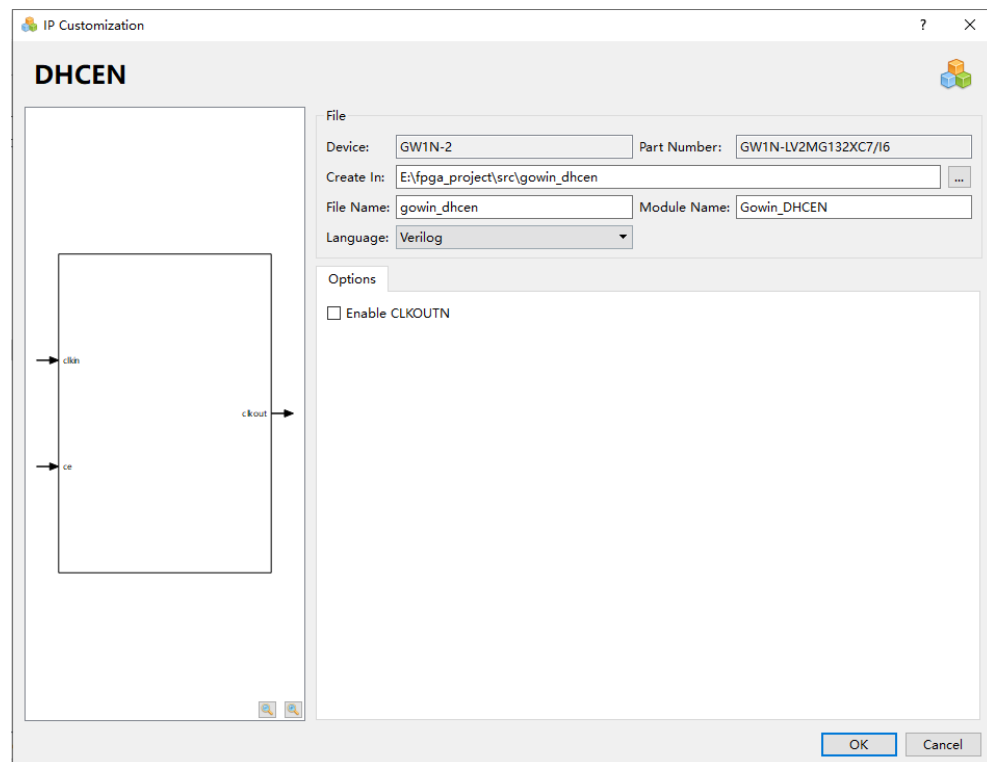 IP Customization
?
DHCEN
File
Device: GW1N-2 Part Number: GW1N-LV2MG132XC7/I6
Create In: E:\fpga_project\src\gowin_dhcen ...
File Name: gowin_dhcen Module Name: Gowin_DHCEN
Language: Verilog
Options
Enable CLKOUTN
clkin
clkout
ce
OK Cancel